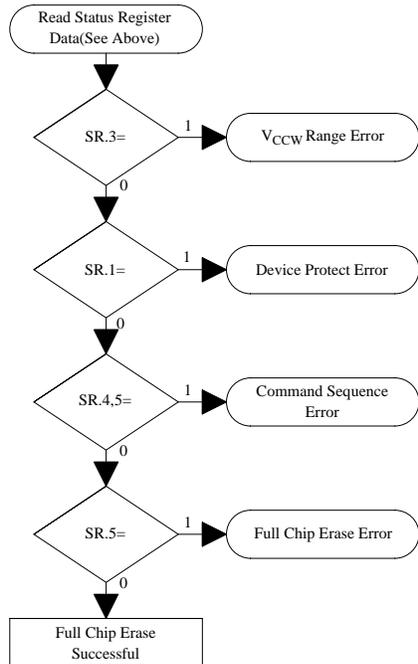 Read Status Register
Data(See Above)
SR.3=
1
VCCW Range Error
0
SR.1=
1
Device Protect Error
0
SR.4,5=
1
Command Sequence
Error
0
SR.5=
1
Full Chip Erase Error
0
Full Chip Erase
Successful